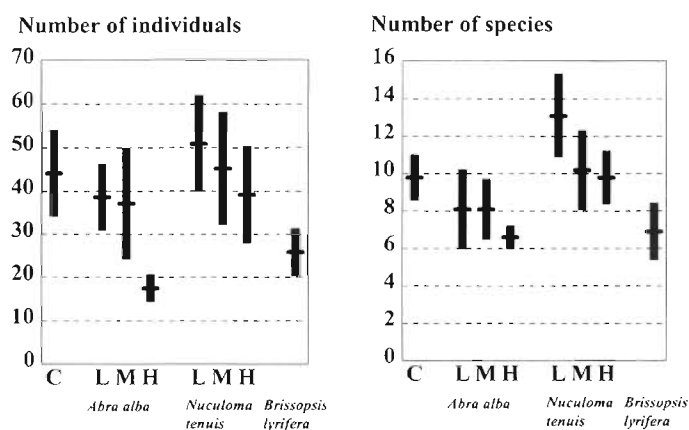 Number of individuals
70
60
50
40
30
20
10
0
C L M H L M H
Abra alba Nuculoma Brissopsis
tenuis lyrifera
Number of species
16
14
12
10
8
6
4
2
0
C L M H L M H
Abra alba Nuculoma Brissopsis
tenuis lyrifera